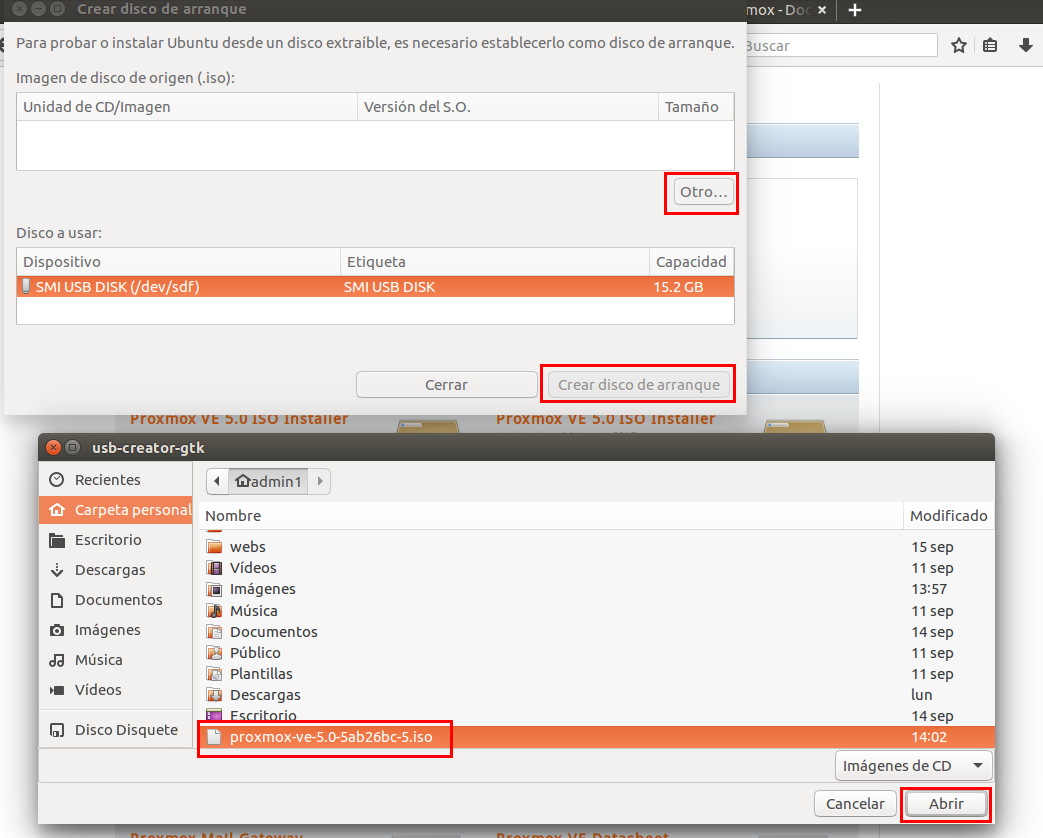 Crear disco de arranque
mox - Doc
Para probar o instalar Ubuntu desde un disco extraíble, es necesario establecerlo como disco de arranque.
Buscar
Imagen de disco de origen (.iso):
Unidad de CD/Imagen Versión del S.O. Tamaño
Otro...
Disco a usar:
Dispositivo Etiqueta Capacidad
SMI USB DISK (/dev/sdf) SMI USB DISK 15.2 GB
Cerrar Crear disco de arranque
Proxmox VE 5.0 ISO Installer Proxmox VE 5.0 ISO Installer
usb-creator-gtk
Recientes
Carpeta personal
Escritorio
Descargas
Documentos
Imágenes
Música
Vídeos
Disco Disquete
admin1
Nombre Modificado
webs 15 sep
Vídeos 11 sep
Imágenes 13:57
Música 11 sep
Documentos 14 sep
Público 11 sep
Plantillas 11 sep
Descargas lun
Escritorio 14 sep
proxmox-ve-5.0-5ab26bc-5.iso 14:02
Imágenes de CD
Cancelar Abrir
Proxmox Mail Gateway Proxmox VE Datasheet